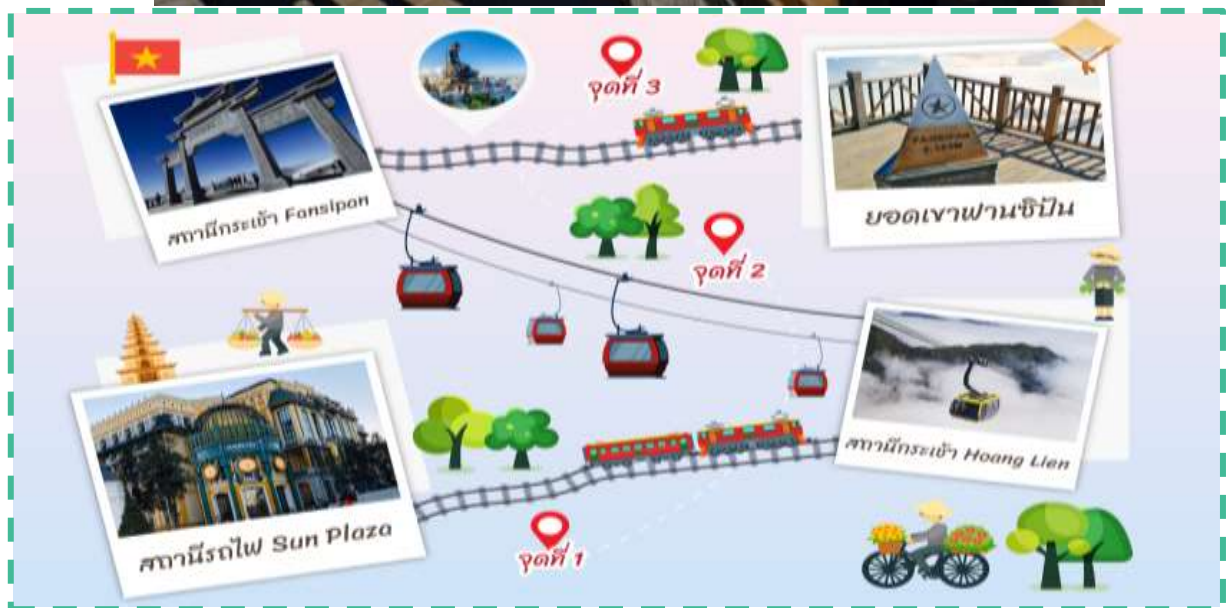 จุดที่ 3
สถานีกระเช้า Fansipan
FANSIPAN
3.143M
ยอดเขาฟานซิปัน
จุดที่ 2
สถานีรถไฟ Sun Plaza
สถานีกระเช้า Hoang Lien
จุดที่ 1